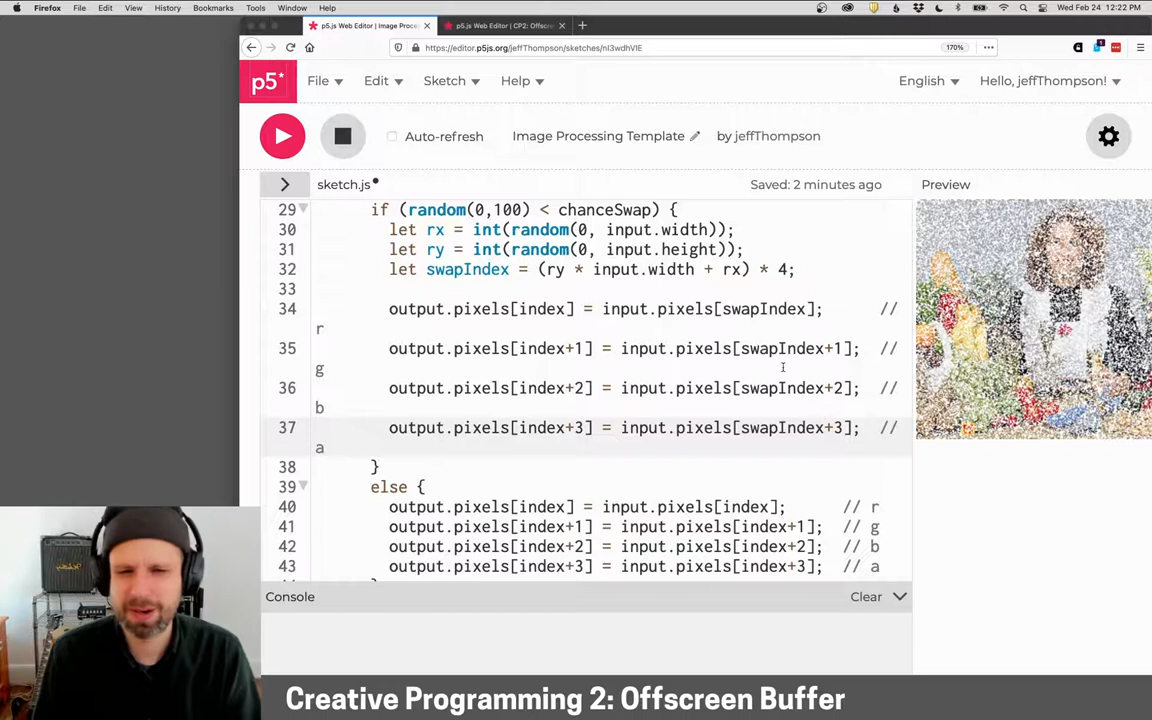 Firefox File Edit View History Bookmarks Tools Window Help Wed Feb 24 12:22 PM
p5.js Web Editor | Image Proce: p5.js Web Editor | CP2: Offscre
https://editor.p5js.org/jeffThompson/sketches/nl3wdhVlE 170%
p5* File Edit Sketch Help English Hello, jeffThompson!
Auto-refresh Image Processing Template by jeffThompson
sketch.js Saved: 2 minutes ago Preview
29 if (random(0,100) < chanceSwap) {
30 let rx = int(random(0, input.width));
31 let ry = int(random(0, input.height));
32 let swapIndex = (ry * input.width + rx) * 4;
33
34 output.pixels[index] = input.pixels[swapIndex]; //
r
35 output.pixels[index+1] = input.pixels[swapIndex+1]; //
g
36 output.pixels[index+2] = input.pixels[swapIndex+2]; //
b
37 output.pixels[index+3] = input.pixels[swapIndex+3]; //
a
38 }
39 else {
40 output.pixels[index] = input.pixels[index]; // r
41 output.pixels[index+1] = input.pixels[index+1]; // g
42 output.pixels[index+2] = input.pixels[index+2]; // b
43 output.pixels[index+3] = input.pixels[index+3]; // a
Console Clear
Creative Programming 2: Offscreen Buffer